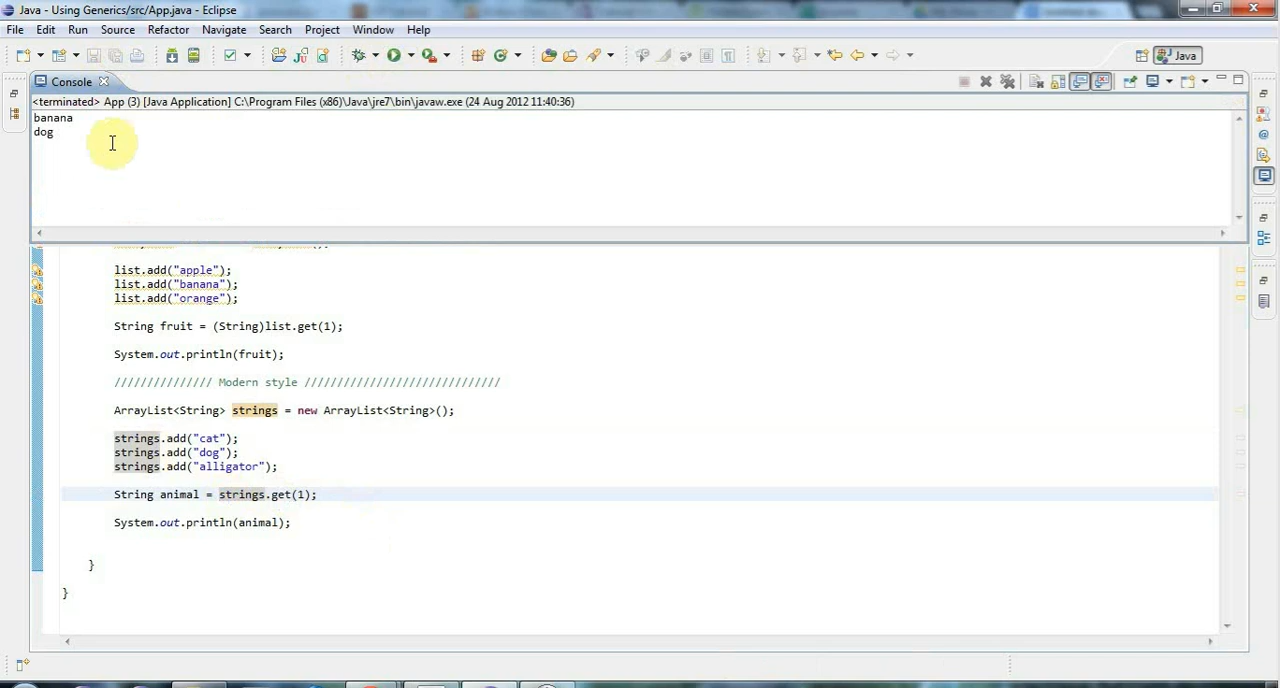 Java - Using Generics/src/App.java - Eclipse
File Edit Run Source Refactor Navigate Search Project Window Help
Java
Console
<terminated> App (3) [Java Application] C:\Program Files (x86)\Java\jre7\bin\javaw.exe (24 Aug 2012 11:40:36)
banana
dog
list.add("apple");
list.add("banana");
list.add("orange");
String fruit = (String)list.get(1);
System.out.println(fruit);
/////////////// Modern style //////////////////////////////
ArrayList<String> strings = new ArrayList<String>();
strings.add("cat");
strings.add("dog");
strings.add("alligator");
String animal = strings.get(1);
System.out.println(animal);
}
}